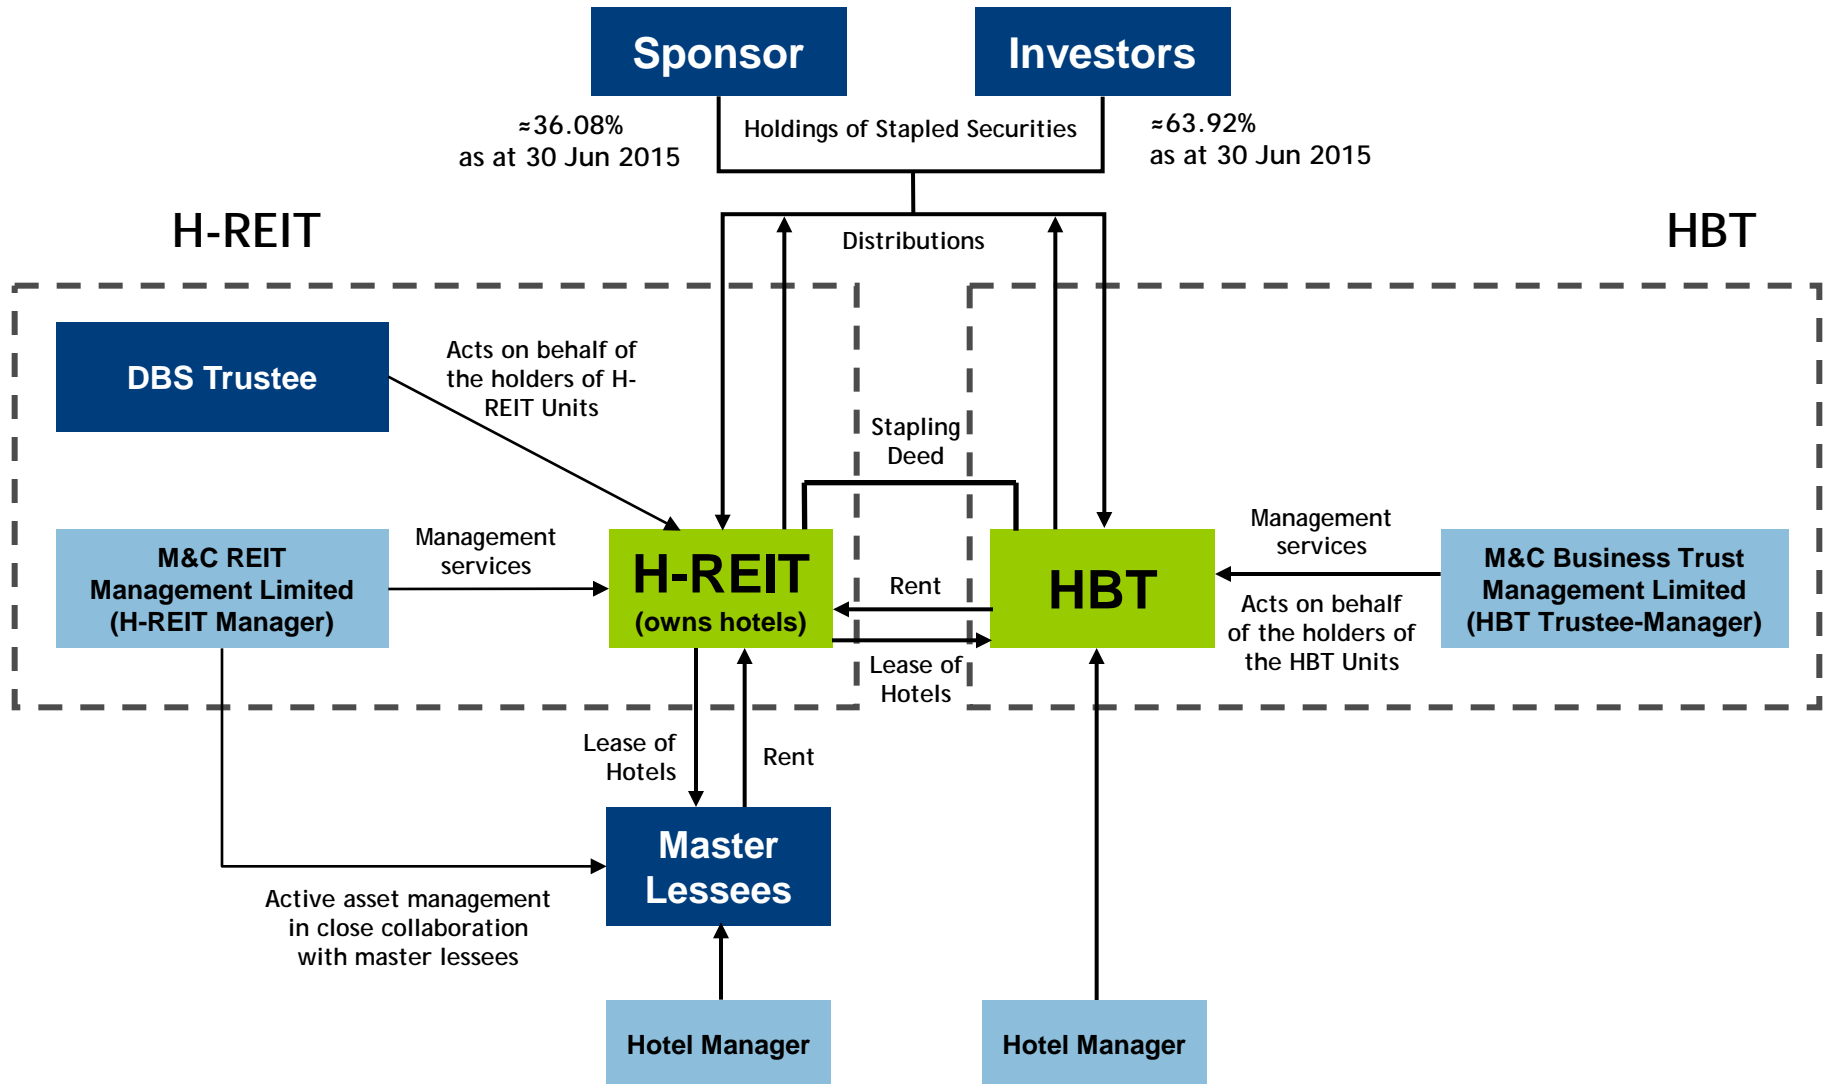 Sponsor
Investors
≈36.08%
as at 30 Jun 2015
Holdings of Stapled Securities
≈63.92%
as at 30 Jun 2015
H-REIT
HBT
Distributions
DBS Trustee
Acts on behalf of
the holders of H-
REIT Units
Stapling
Deed
M&C REIT
Management Limited
(H-REIT Manager)
Management
services
H-REIT
(owns hotels)
Rent
Lease of
Hotels
HBT
Management
services
Acts on behalf
of the holders of
the HBT Units
M&C Business Trust
Management Limited
(HBT Trustee-Manager)
Lease of
Hotels
Rent
Master
Lessees
Active asset management
in close collaboration
with master lessees
Hotel Manager
Hotel Manager